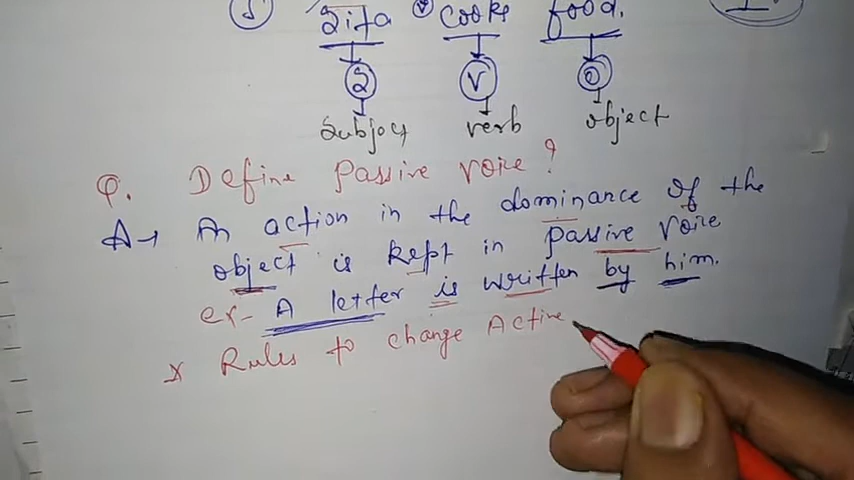 Sita cooks food.
S V O
subject verb object
Q. Define Passive Voice?
A→ An action in the dominance of the
object is kept in passive voice
ex- A letter is written by him.
x Rules to change Active